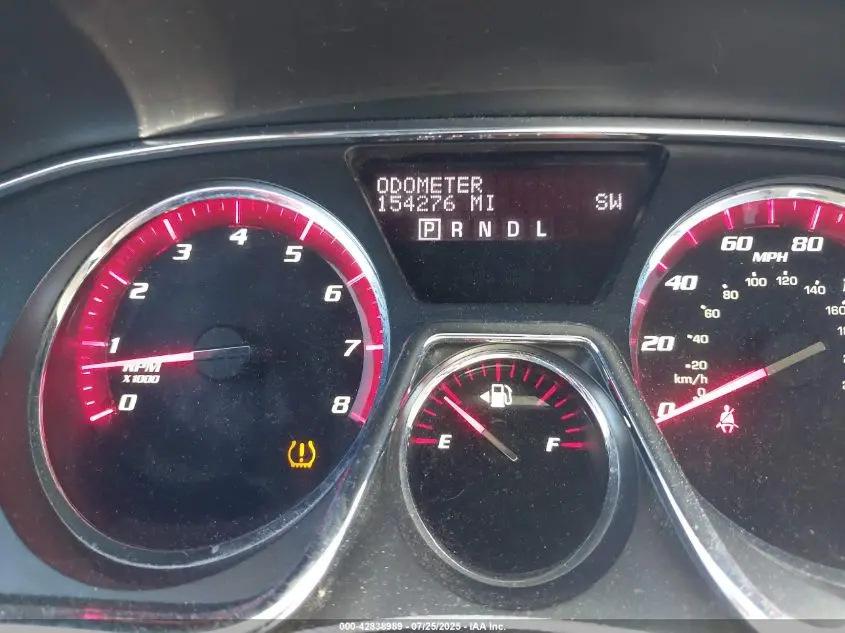 ODOMETER
154276 MI SW
P R N D L
0 1 2 3 4 5 6 7 8
RPM
X1000
E F
0 20 40 60 80
MPH
0 20 40 60 80 100 120 140
km/h
000-42838989 | 07/25/2025 - IAA Inc.